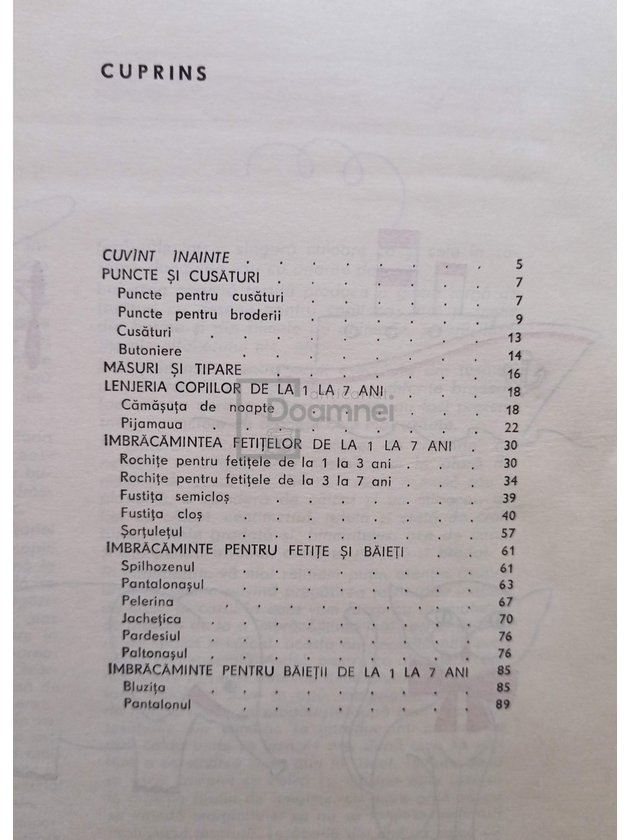 CUPRINS
CUVÎNT ÎNAINTE . . . . . . . . 5
PUNCTE ȘI CUSĂTURI . . . . . . . 7
Puncte pentru cusături . . . . . . 7
Puncte pentru broderii . . . . . . 9
Cusături . . . . . . . . . 13
Butoniere . . . . . . . . . 14
MĂSURI ȘI TIPARE . . . . . . . . 16
LENJERIA COPIILOR DE LA 1 LA 7 ANI . . . 18
Cămășuța de noapte . . . . . . 18
Pijamaua . . . . . . . . . 22
ÎMBRĂCĂMINTEA FETIȚELOR DE LA 1 LA 7 ANI . 30
Rochițe pentru fetițele de la 1 la 3 ani . . . 30
Rochițe pentru fetițele de la 3 la 7 ani . . . 34
Fustița semicloș . . . . . . . 39
Fustița cloș . . . . . . . . 40
Șorțulețul . . . . . . . . 57
ÎMBRĂCĂMINTE PENTRU FETIȚE ȘI BĂIEȚI . . 61
Spilhozenul . . . . . . . . 61
Pantalonașul . . . . . . . . 63
Pelerina . . . . . . . . . 67
Jachețica . . . . . . . . . 70
Pardesiul . . . . . . . . . 76
Paltonașul . . . . . . . . . 76
ÎMBRĂCĂMINTE PENTRU BĂIEȚII DE LA 1 LA 7 ANI 85
Bluzița . . . . . . . . . 85
Pantalonul . . . . . . . . 89
Doamnei